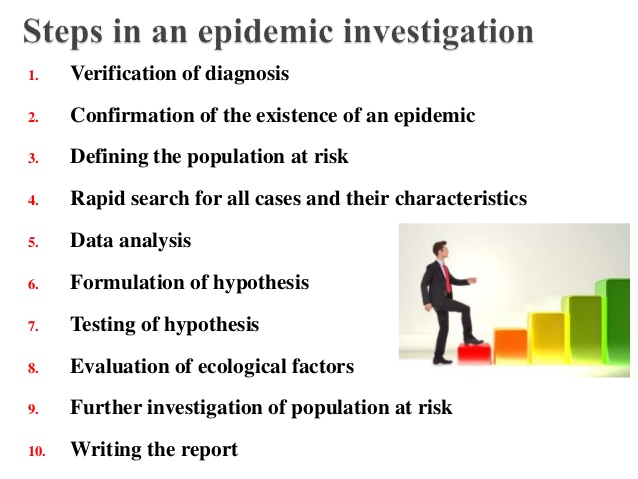 Steps in an epidemic investigation
1. Verification of diagnosis
2. Confirmation of the existence of an epidemic
3. Defining the population at risk
4. Rapid search for all cases and their characteristics
5. Data analysis
6. Formulation of hypothesis
7. Testing of hypothesis
8. Evaluation of ecological factors
9. Further investigation of population at risk
10. Writing the report